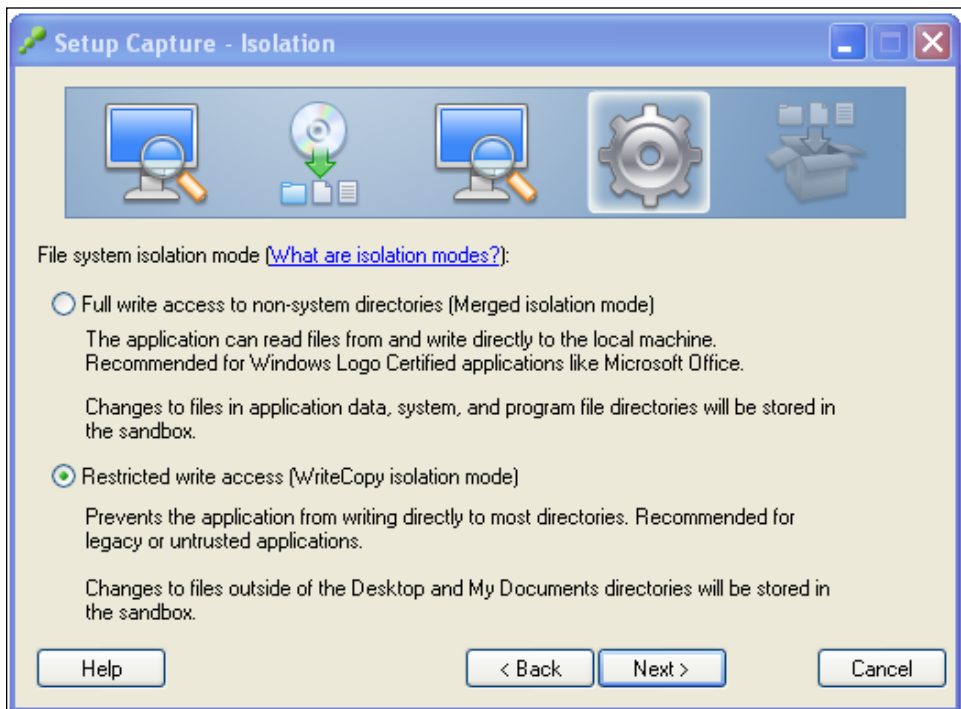 Setup Capture - Isolation
File system isolation mode (What are isolation modes?):
Full write access to non-system directories (Merged isolation mode)
The application can read files from and write directly to the local machine.
Recommended for Windows Logo Certified applications like Microsoft Office.
Changes to files in application data, system, and program file directories will be stored in
the sandbox.
Restricted write access (WriteCopy isolation mode)
Prevents the application from writing directly to most directories. Recommended for
legacy or untrusted applications.
Changes to files outside of the Desktop and My Documents directories will be stored in
the sandbox.
Help < Back Next > Cancel